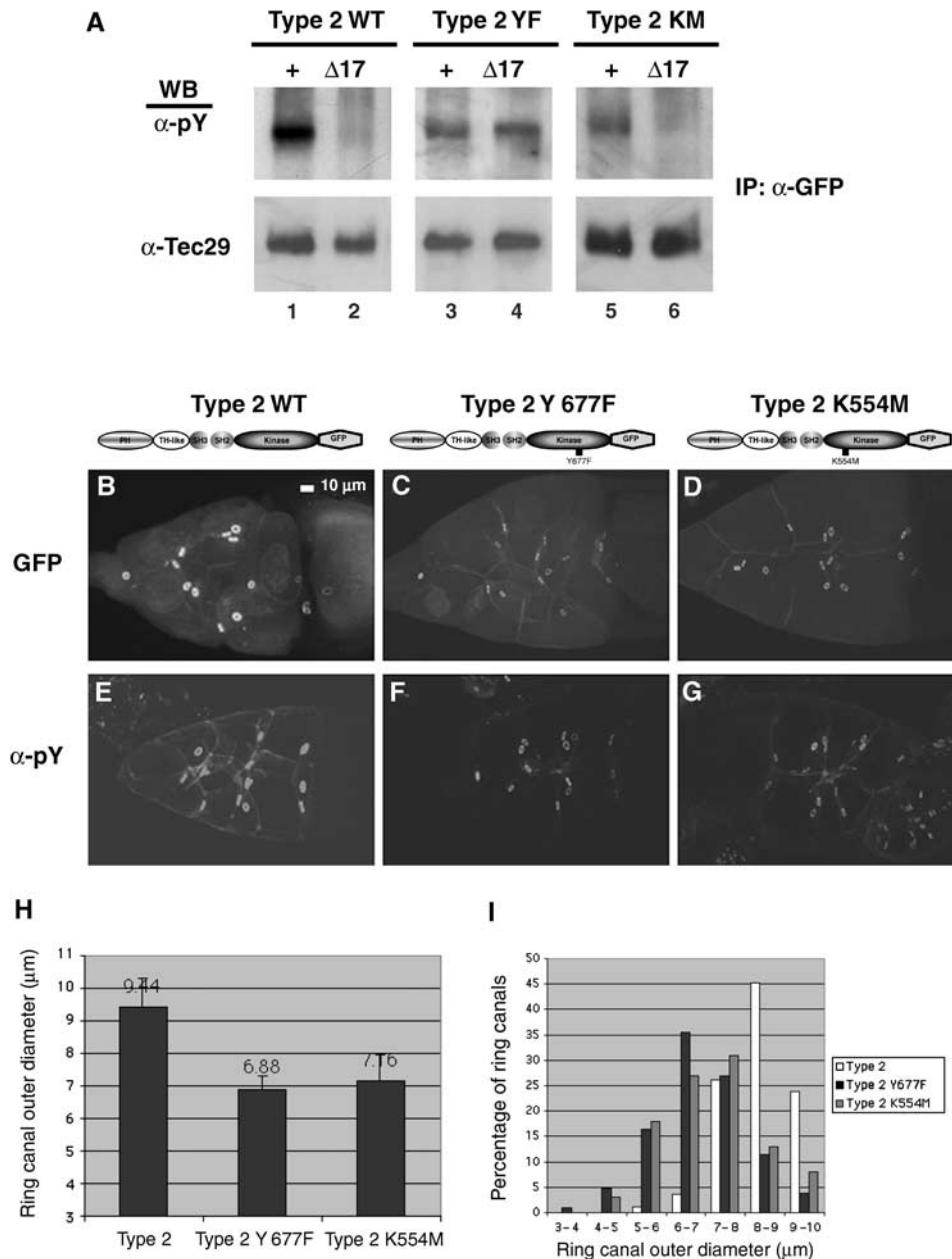 A
Type 2 WT Type 2 YF Type 2 KM
+ Δ17 + Δ17 + Δ17
WB
α-pY
IP: α-GFP
α-Tec29
1 2 3 4 5 6
Type 2 WT Type 2 Y 677F Type 2 K554M
PH TH-like SH3 SH2 Kinase GFP PH TH-like SH3 SH2 Kinase GFP PH TH-like SH3 SH2 Kinase GFP
Y677F K554M
B 10 μm C D
GFP
E F G
α-pY
H
Ring canal outer diameter (μm)
11
10
9
8
7
6
5
4
3
9.44
6.88
7.16
Type 2 Type 2 Y 677F Type 2 K554M
I
Percentage of ring canals
50
45
40
35
30
25
20
15
10
5
0
3-4 4-5 5-6 6-7 7-8 8-9 9-10
Ring canal outer diameter (μm)
Type 2
Type 2 Y677F
Type 2 K554M